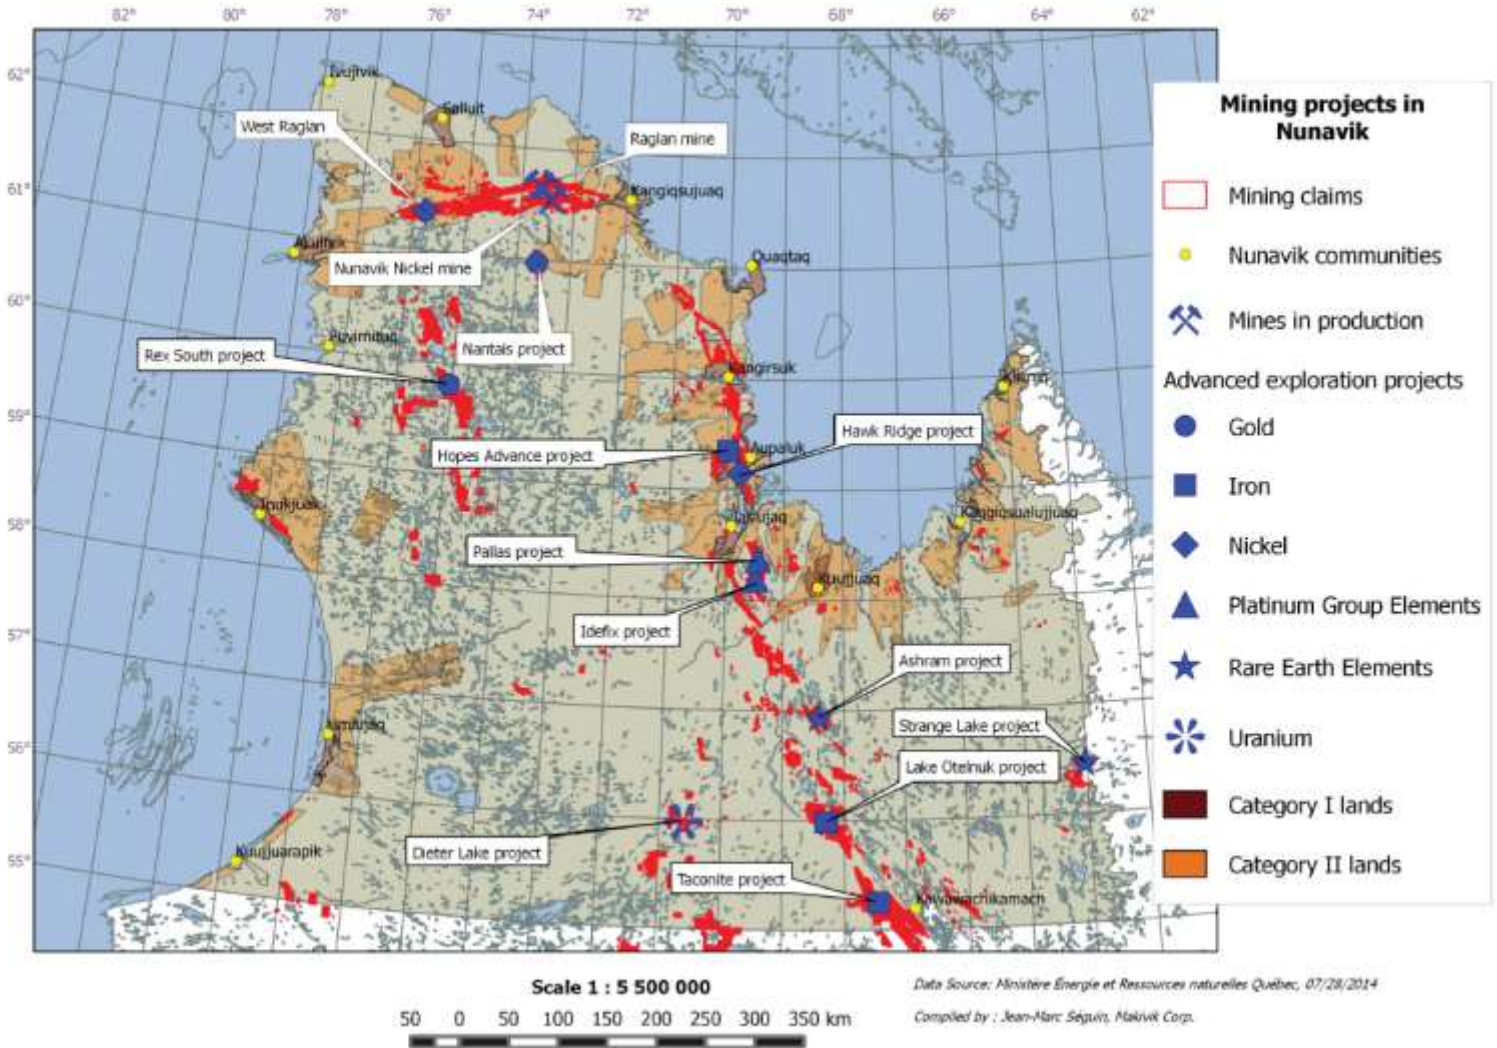 82°
80°
78°
76°
74°
72°
70°
68°
66°
64°
62°
62°
61°
60°
59°
58°
57°
56°
55°
Ivujivik
Salluit
West Raglan
Raglan mine
Kangiqsujuaq
Akulivik
Nunavik Nickel mine
Quaqtaq
Puvirnituq
Nantais project
Rex South project
Kangirsuk
Hawk Ridge project
Hopes Advance project
Aupaluk
Inukjuak
Kangiqsualujjuaq
Pallas project
Kuujjuaq
Idefix project
Ashram project
Strange Lake project
Umiujaq
Lake Otelnuk project
Dieter Lake project
Kuujjuarapik
Taconite project
Kawawachikamach
Mining projects in
Nunavik
Mining claims
Nunavik communities
Mines in production
Advanced exploration projects
Gold
Iron
Nickel
Platinum Group Elements
Rare Earth Elements
Uranium
Category I lands
Category II lands
Scale 1 : 5 500 000
50 0 50 100 150 200 250 300 350 km
Data Source: Ministère Énergie et Ressources naturelles Québec, 07/28/2014
Compiled by : Jean-Marc Séguin, Makivik Corp.